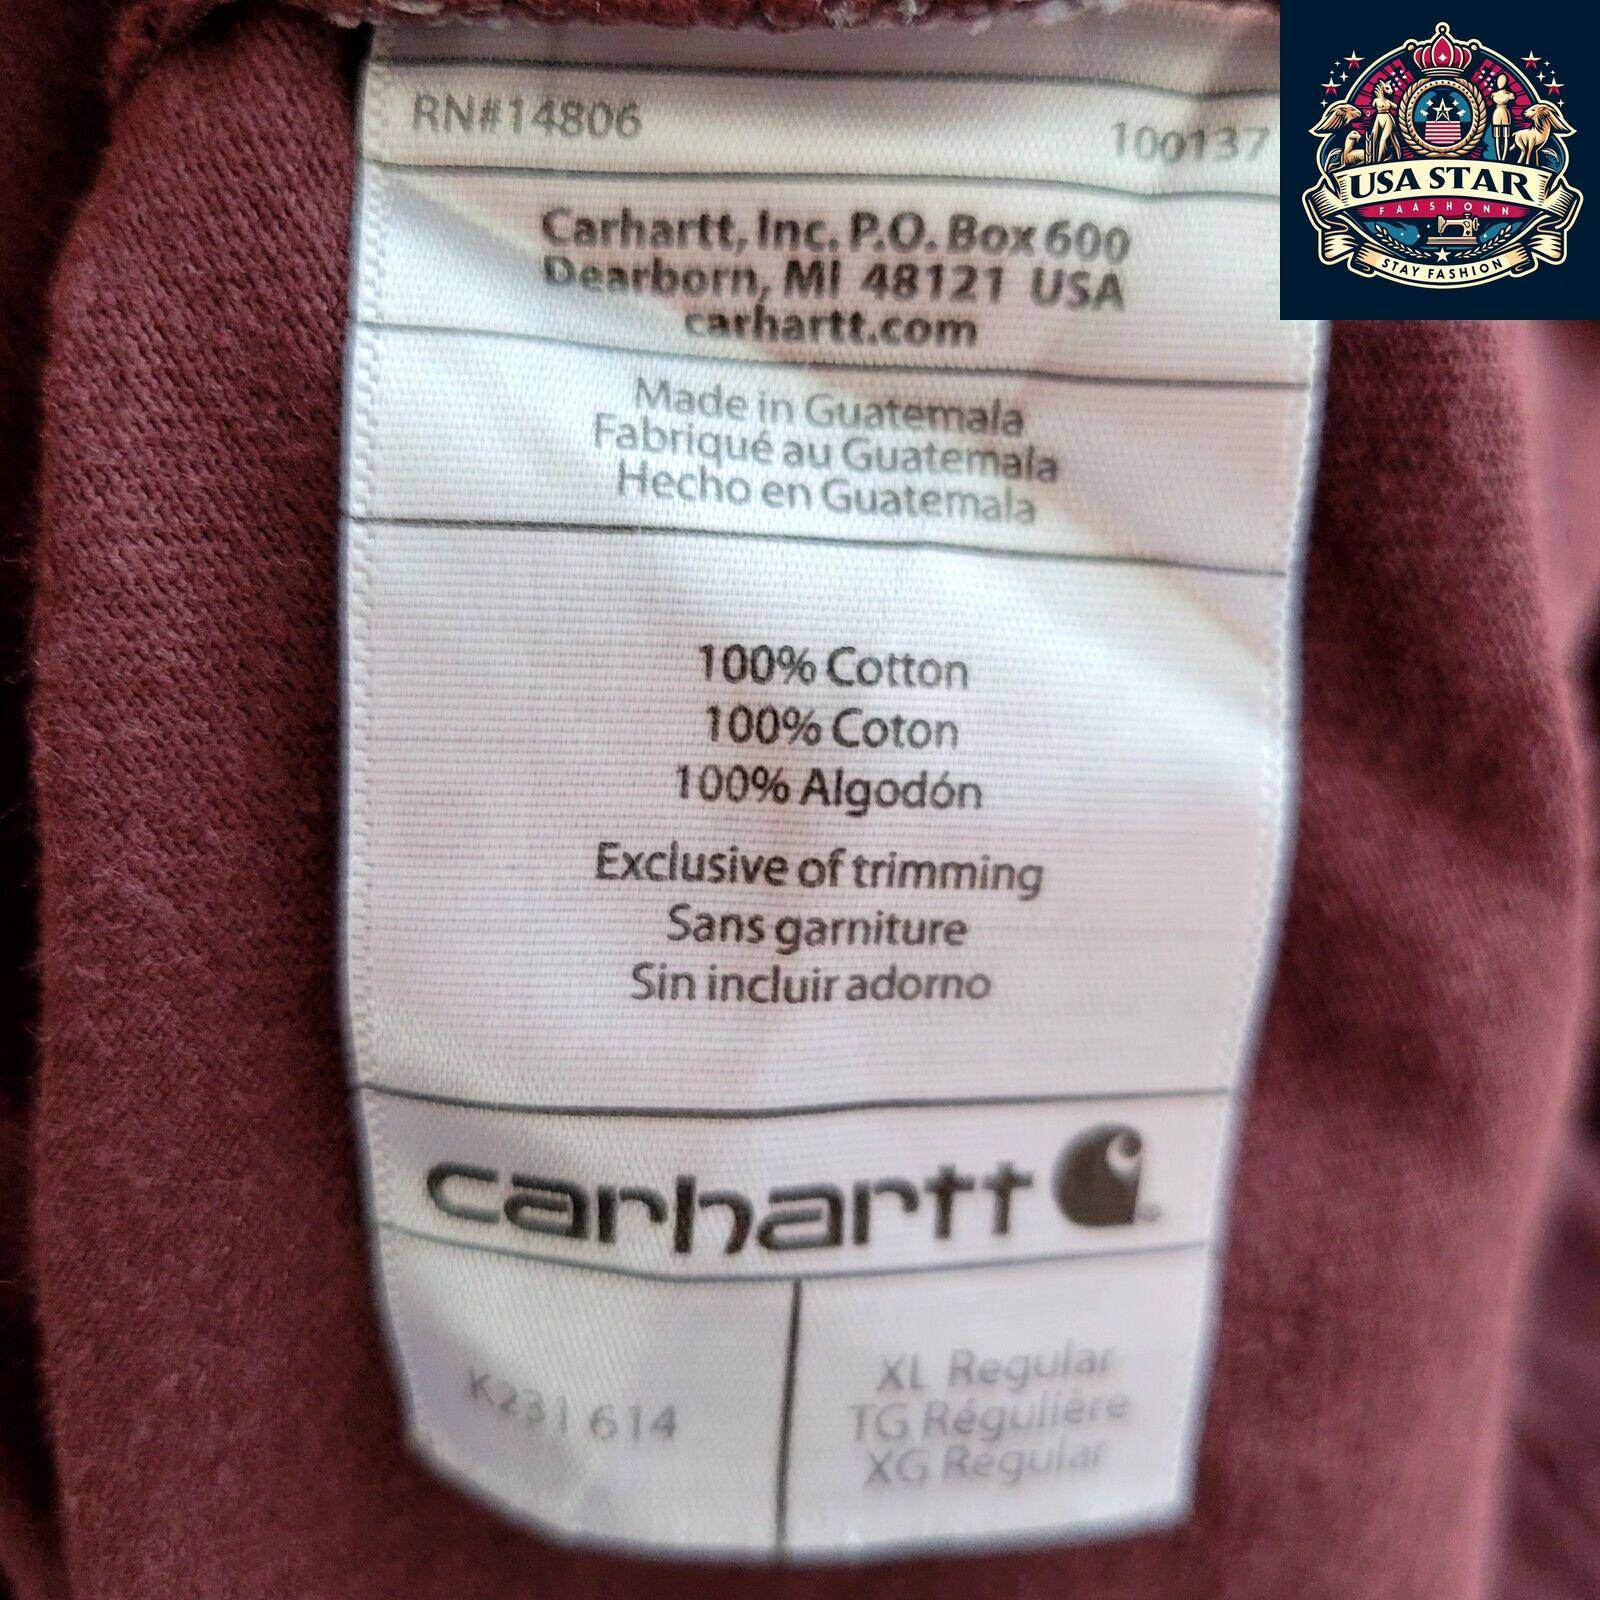 RN#14806 100137
Carhartt, Inc. P.O. Box 600
Dearborn, MI 48121 USA
carhartt.com
Made in Guatemala
Fabriqué au Guatemala
Hecho en Guatemala
100% Cotton
100% Coton
100% Algodón
Exclusive of trimming
Sans garniture
Sin incluir adorno
carhartt
K231 614
XL Regular
TG Régulière
XG Regular
USA STAR
FAASHONN
STAY FASHION